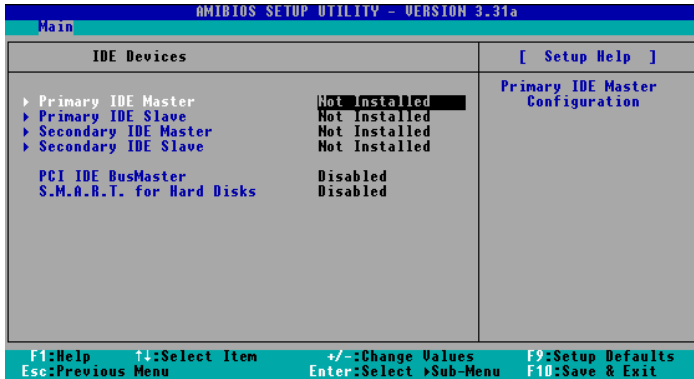 AMIBIOS SETUP UTILITY - VERSION 3.31a
Main
IDE Devices [ Setup Help ]
Primary IDE Master Not Installed Primary IDE Master
Primary IDE Slave Not Installed Configuration
Secondary IDE Master Not Installed
Secondary IDE Slave Not Installed
PCI IDE BusMaster Disabled
S.M.A.R.T. for Hard Disks Disabled
F1:Help ↑↓:Select Item +/-:Change Values F9:Setup Defaults
Esc:Previous Menu Enter:Select ▸Sub-Menu F10:Save & Exit